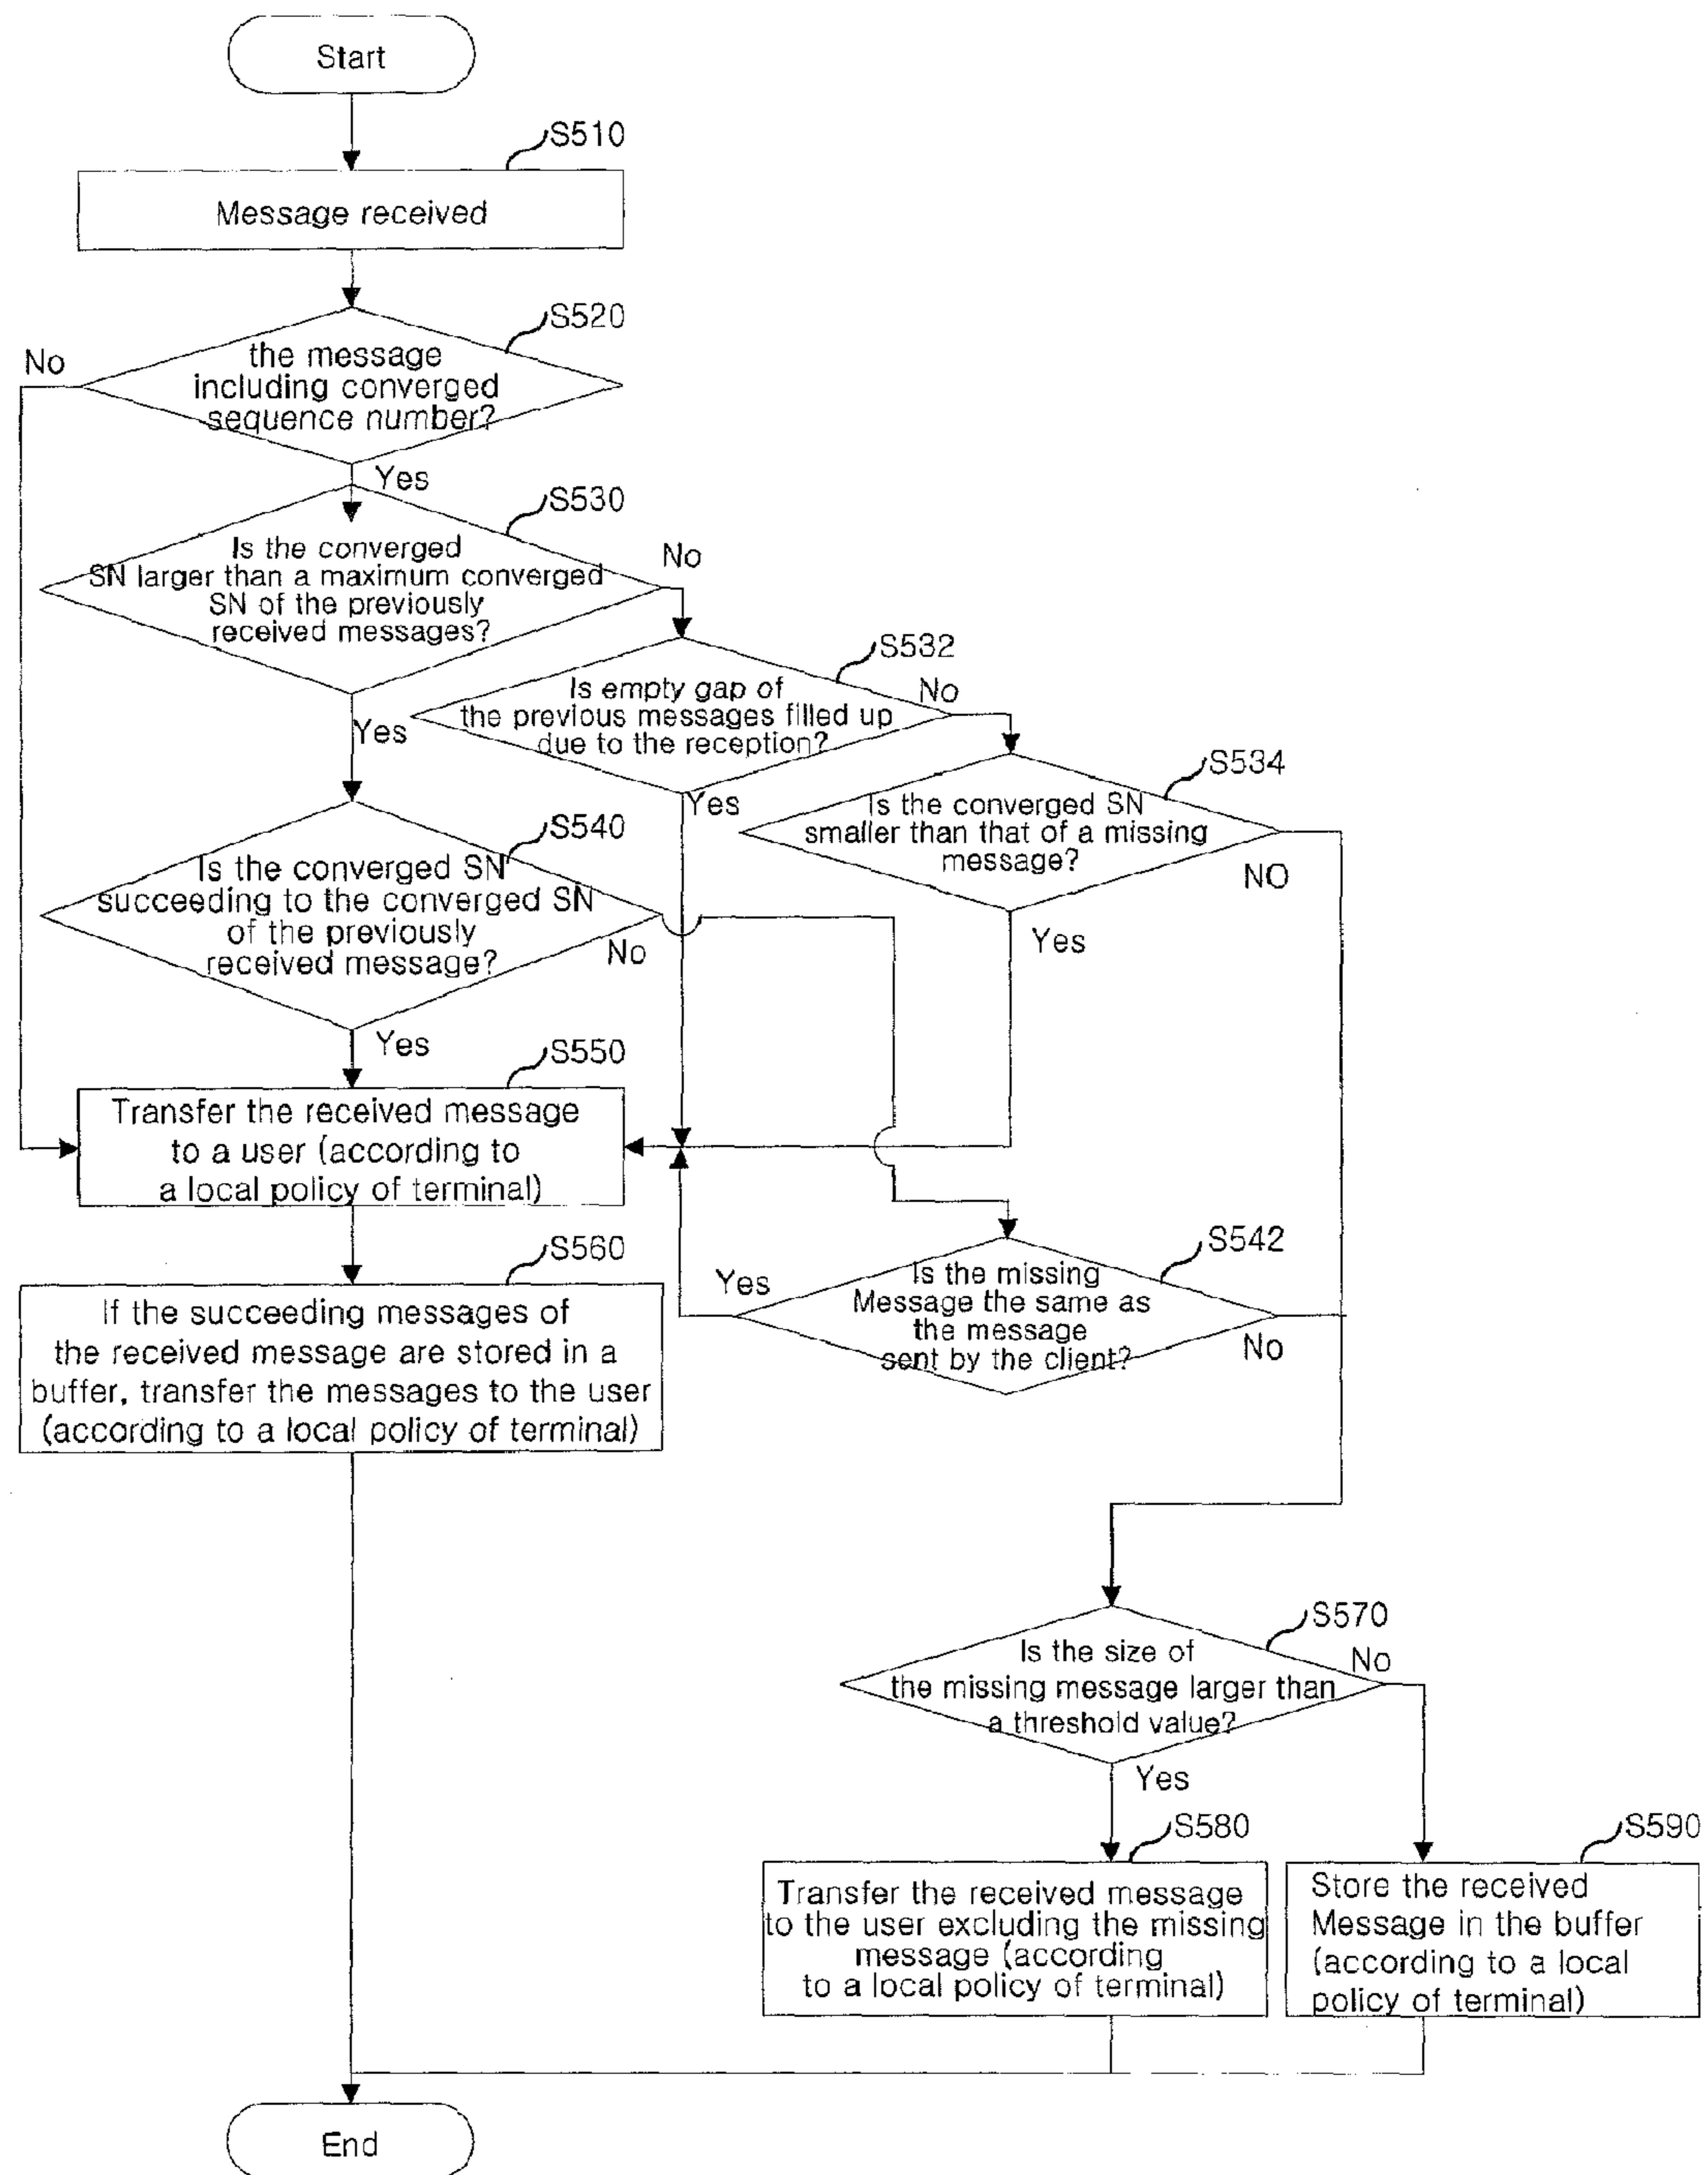 Start
S510
Message received
S520
No
the message
including converged
sequence number?
Yes
S530
Is the converged
SN larger than a maximum converged
SN of the previously
received messages?
No
S532
Is empty gap of
the previous messages filled up
due to the reception?
No
Yes
Yes
S534
Is the converged SN
smaller than that of a missing
message?
NO
Yes
S540
Is the converged SN
succeeding to the converged SN
of the previously
received message?
No
Yes
S550
Transfer the received message
to a user (according to
a local policy of terminal)
S542
Is the missing
Message the same as
the message
sent by the client?
Yes
No
S560
If the succeeding messages of
the received message are stored in a
buffer, transfer the messages to the user
(according to a local policy of terminal)
S570
Is the size of
the missing message larger than
a threshold value?
No
Yes
S580
Transfer the received message
to the user excluding the missing
message (according
to a local policy of terminal)
S590
Store the received
Message in the buffer
(according to a local
policy of terminal)
End